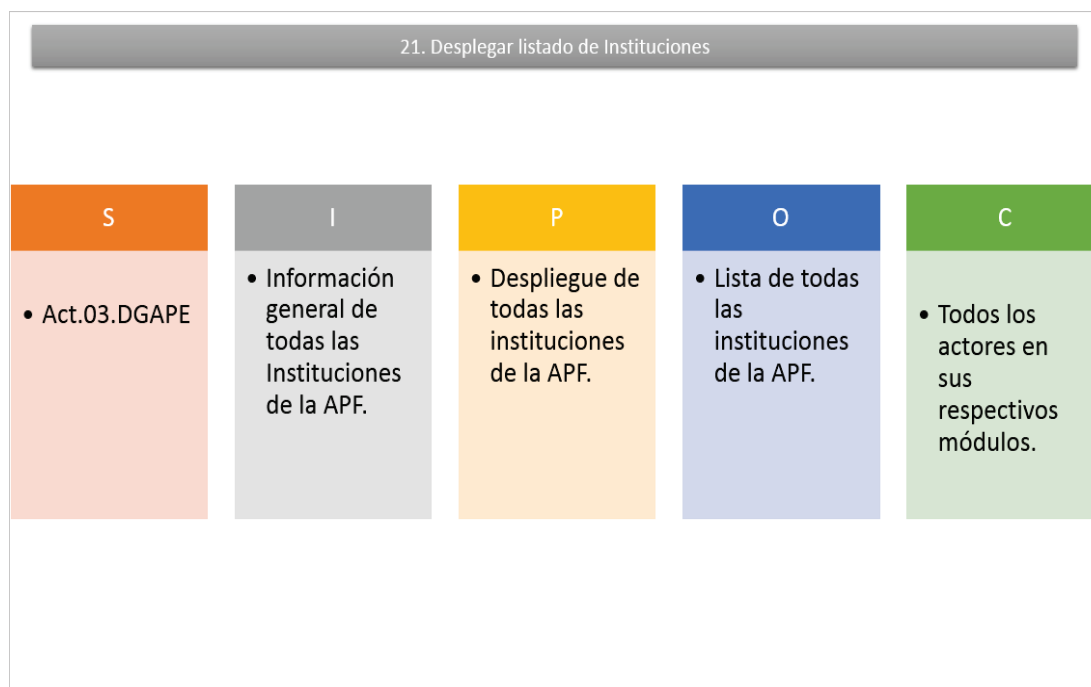 21. Desplegar listado de Instituciones
S
• Act.03.DGAPE
I
• Información
general de
todas las
Instituciones
de la APF.
P
• Despliegue de
todas las
instituciones
de la APF.
O
• Lista de todas
las
instituciones
de la APF.
C
• Todos los
actores en
sus
respectivos
módulos.